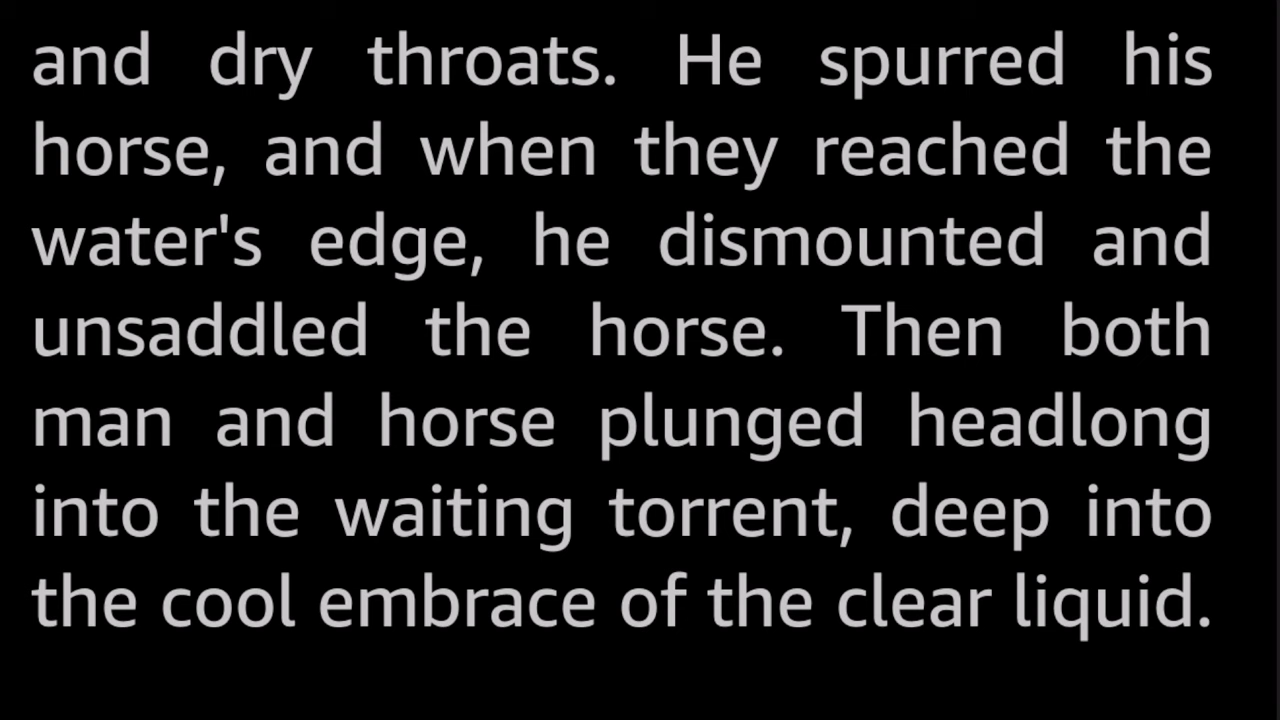 and dry throats. He spurred his
horse, and when they reached the
water's edge, he dismounted and
unsaddled the horse. Then both
man and horse plunged headlong
into the waiting torrent, deep into
the cool embrace of the clear liquid.